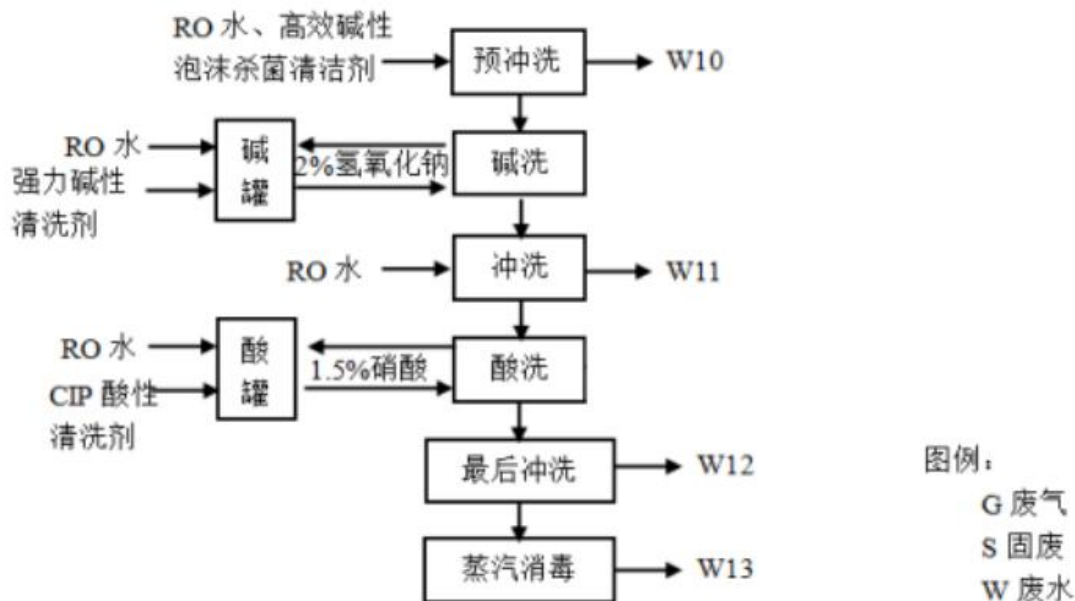 RO 水、高效碱性
泡沫杀菌清洁剂
预冲洗
W10
RO 水
强力碱性
清洗剂
碱
罐
2%氢氧化钠
碱洗
RO 水
冲洗
W11
RO 水
CIP 酸性
清洗剂
酸
罐
1.5%硝酸
酸洗
最后冲洗
W12
蒸汽消毒
W13
图例：
G 废气
S 固废
W 废水